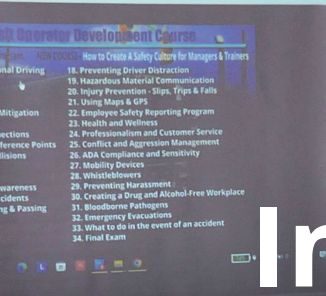 Operator Development Course
NEW COURSE - How to Create A Safety Culture for Managers & Trainers
onal Driving
18. Preventing Driver Distraction
19. Hazardous Material Communication
20. Injury Prevention - Slips, Trips & Falls
21. Using Maps & GPS
Mitigation
22. Employee Safety Reporting Program
23. Health and Wellness
ections
24. Professionalism and Customer Service
ference Points
25. Conflict and Aggression Management
llisions
26. ADA Compliance and Sensitivity
27. Mobility Devices
28. Whistleblowers
wareness
29. Preventing Harassment
cidents
30. Creating a Drug and Alcohol-Free Workplace
ng & Passing
31. Bloodborne Pathogens
32. Emergency Evacuations
33. What to do in the event of an accident
34. Final Exam
In